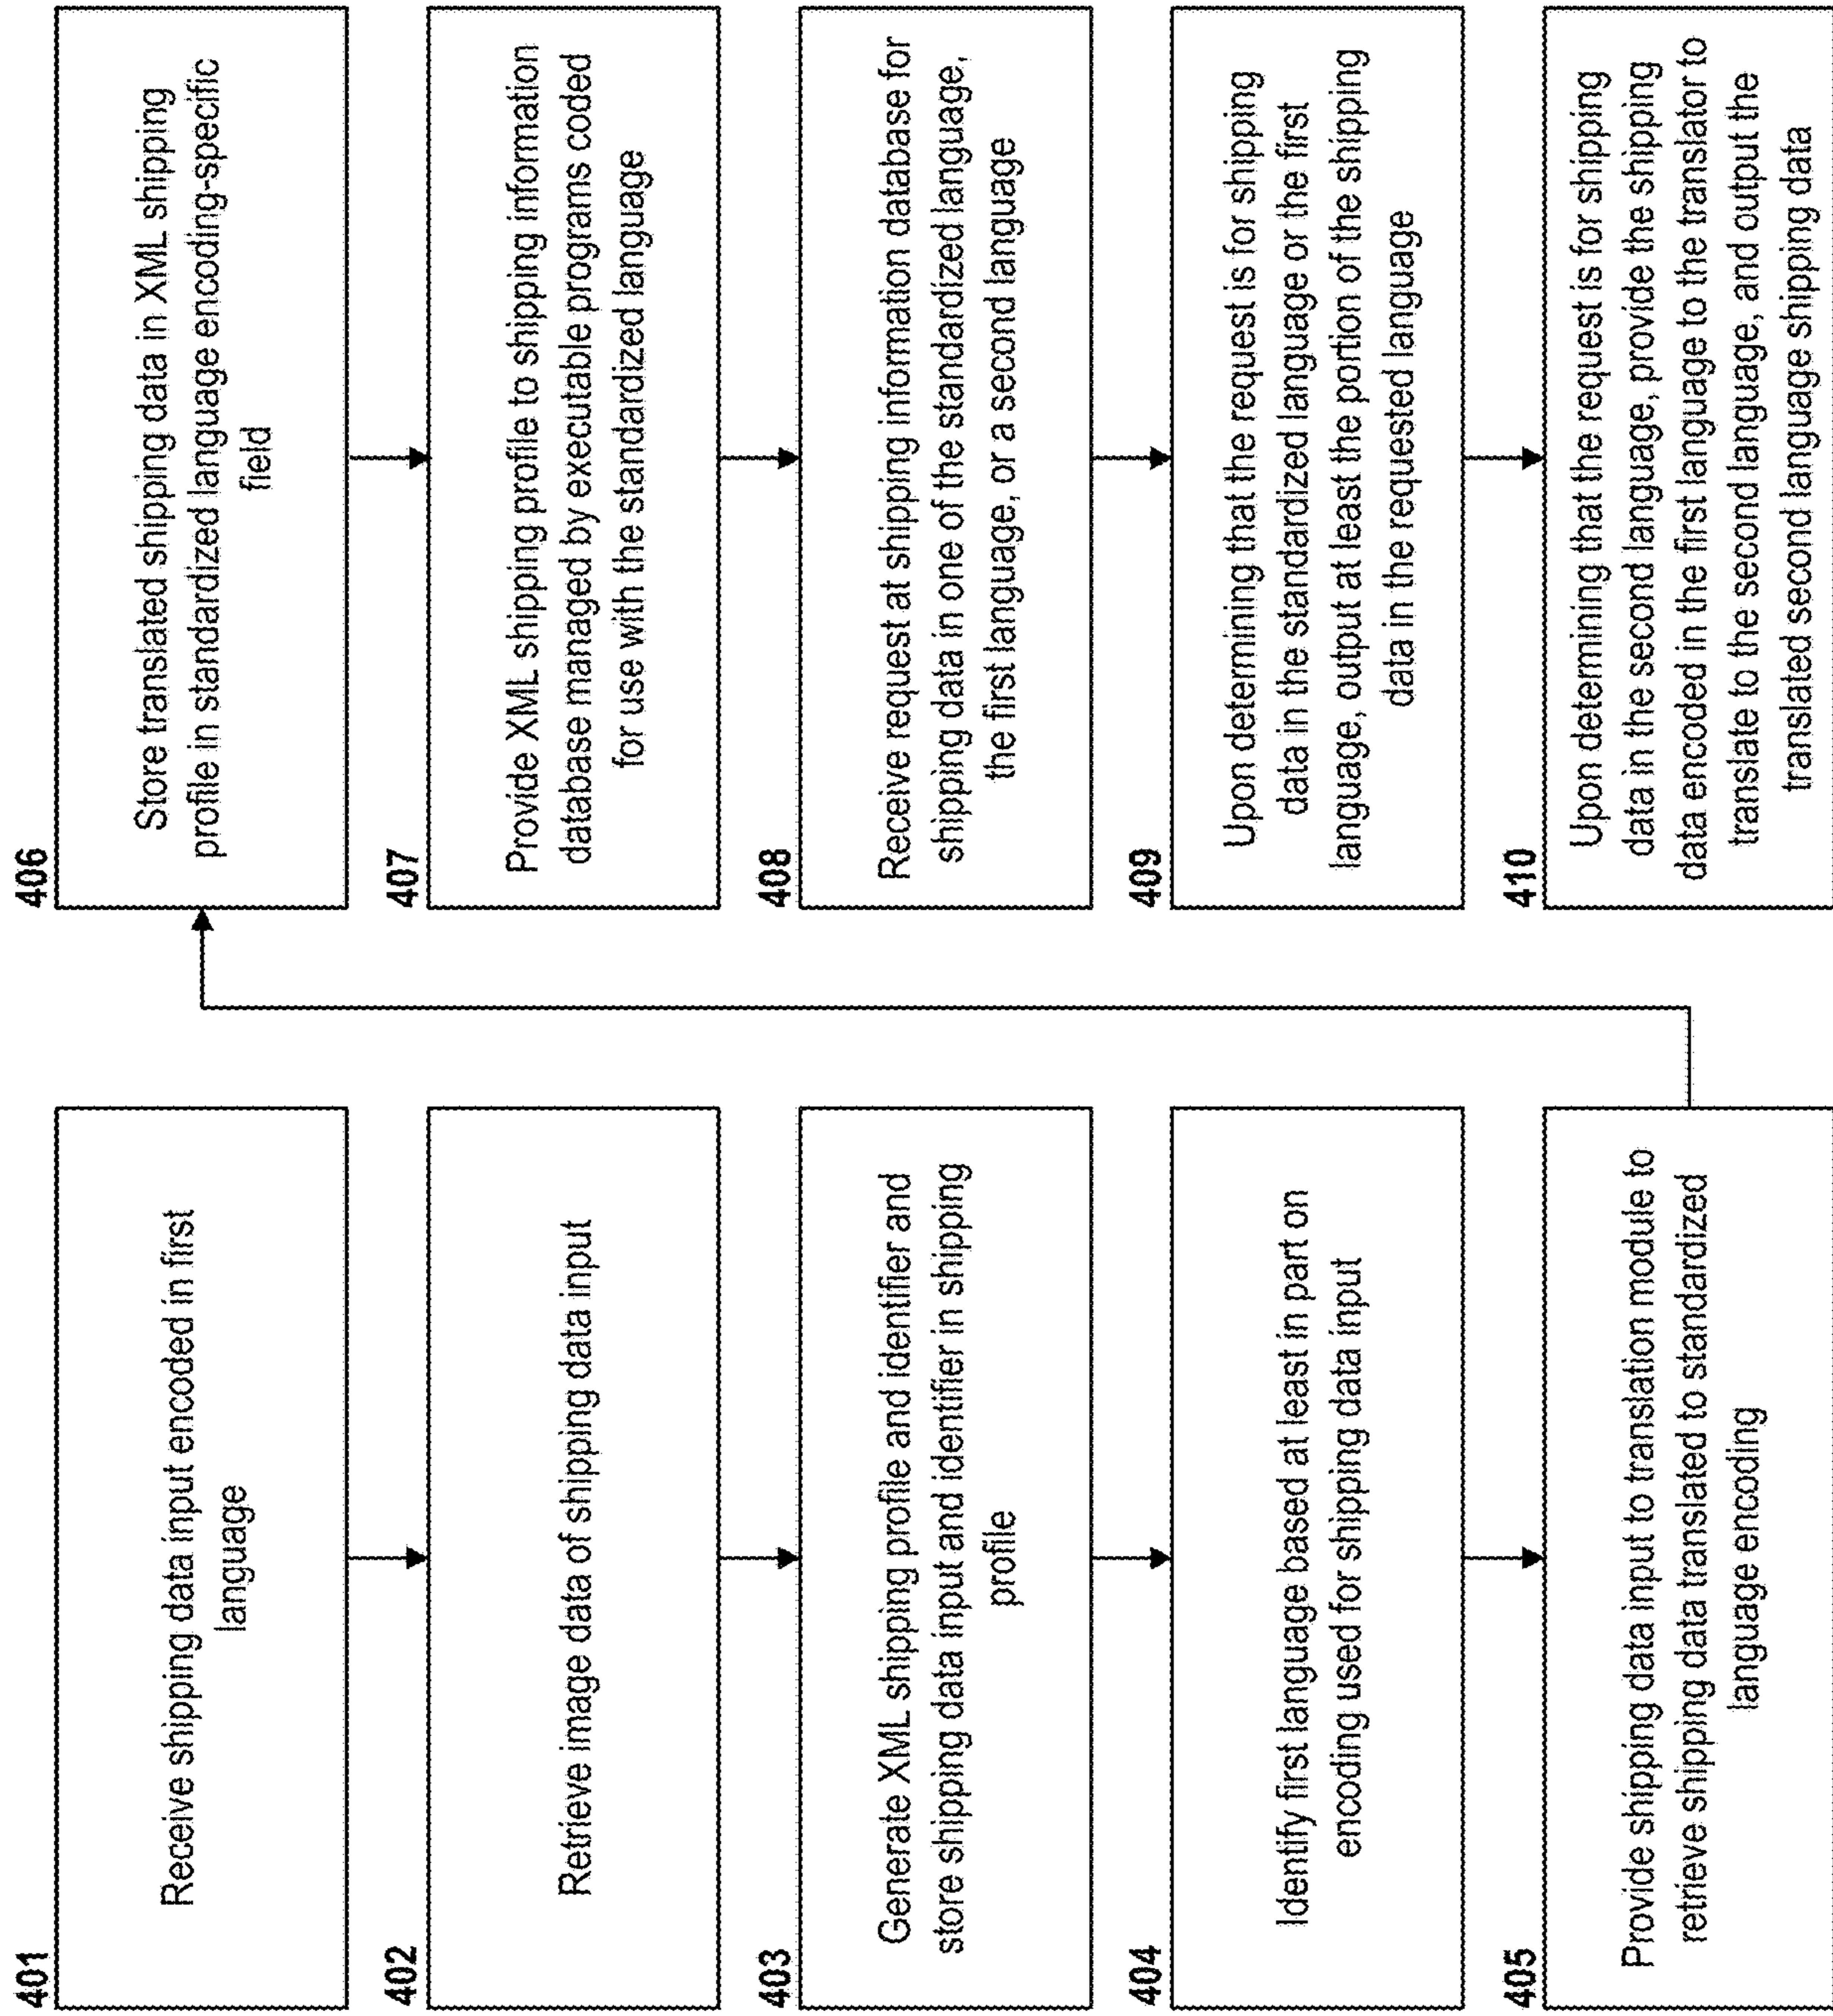 401
Receive shipping data input encoded in first
language
402
Retrieve image data of shipping data input
403
Generate XML shipping profile and identifier and
store shipping data input and identifier in shipping
profile
404
Identify first language based at least in part on
encoding used for shipping data input
405
Provide shipping data input to translation module to
retrieve shipping data translated to standardized
language encoding
406
Store translated shipping data in XML shipping
profile in standardized language encoding-specific
field
407
Provide XML shipping profile to shipping information
database managed by executable programs coded
for use with the standardized language
408
Receive request at shipping information database for
shipping data in one of the standardized language,
the first language, or a second language
409
Upon determining that the request is for shipping
data in the standardized language or the first
language, output at least the portion of the shipping
data in the requested language
410
Upon determining that the request is for shipping
data in the second language, provide the shipping
data encoded in the first language to the translator to
translate to the second language, and output the
translated second language shipping data